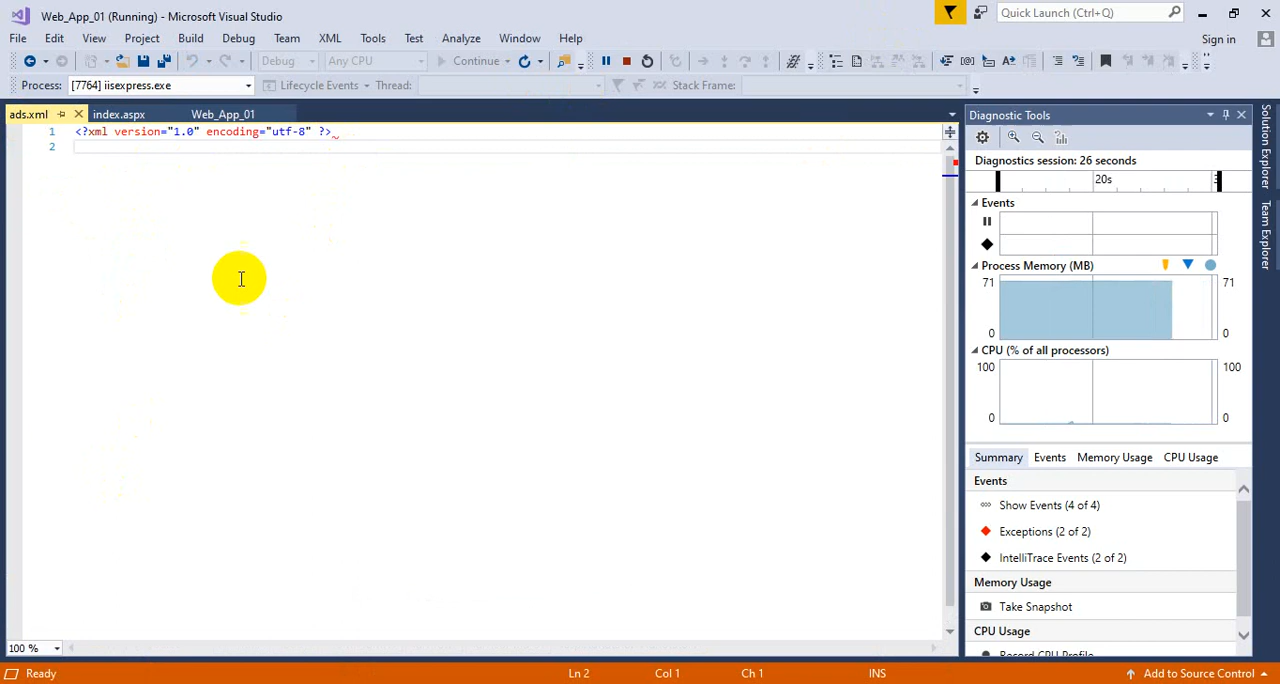 Web_App_01 (Running) - Microsoft Visual Studio
Quick Launch (Ctrl+Q)
File Edit View Project Build Debug Team XML Tools Test Analyze Window Help
Sign in
Debug Any CPU Continue
Process: [7764] iisexpress.exe Lifecycle Events Thread: Stack Frame:
ads.xml index.aspx Web_App_01
1 <?xml version="1.0" encoding="utf-8" ?>
2
Diagnostic Tools
Diagnostics session: 26 seconds
20s
Events
Process Memory (MB)
71 71
0 0
CPU (% of all processors)
100 100
0 0
Summary Events Memory Usage CPU Usage
Events
Show Events (4 of 4)
Exceptions (2 of 2)
IntelliTrace Events (2 of 2)
Memory Usage
Take Snapshot
CPU Usage
Record CPU Profile
Solution Explorer
Team Explorer
100 %
Ready Ln 2 Col 1 Ch 1 INS Add to Source Control